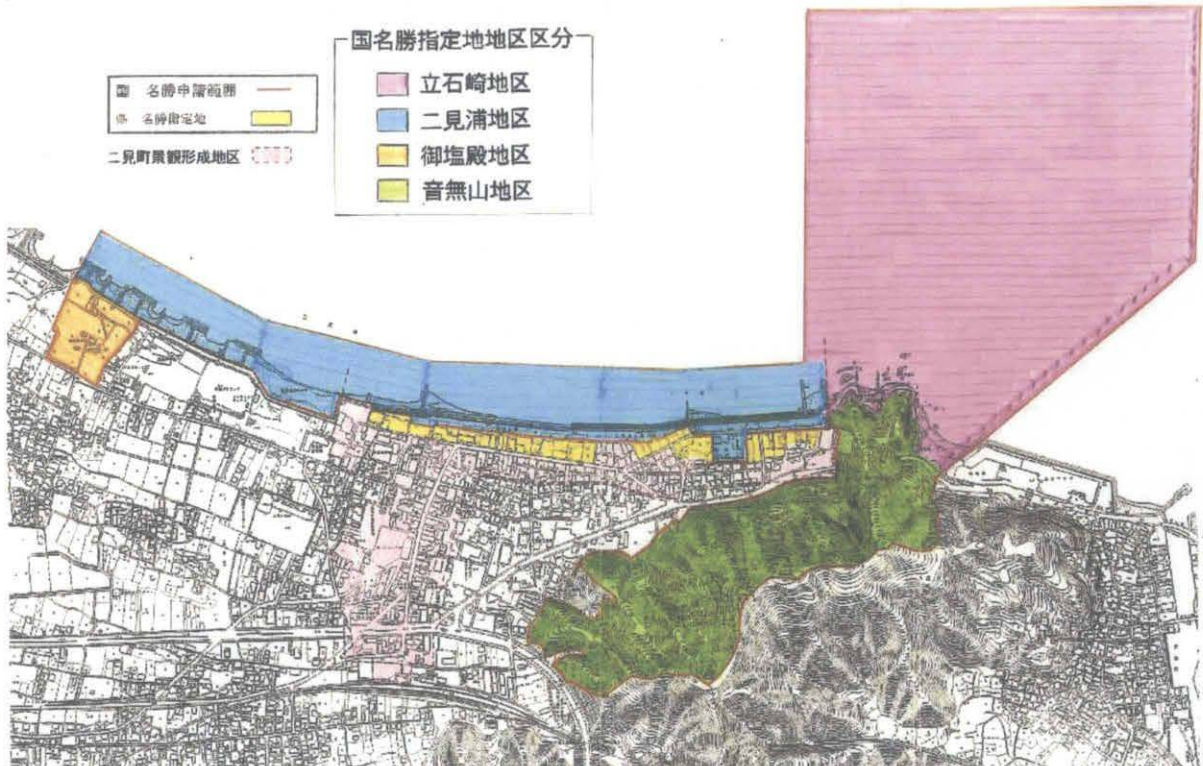 国名勝指定地地区区分
立石崎地区
二見浦地区
御塩殿地区
音無山地区
国 名勝申請範囲
県 名勝指定地
二見町景観形成地区